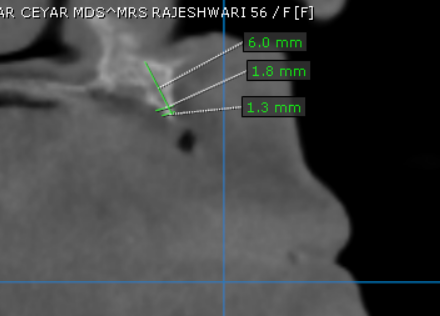 AR CEYAR MDS^MRS RAJESHWARI 56 / F [F]
6.0 mm
1.8 mm
1.3 mm